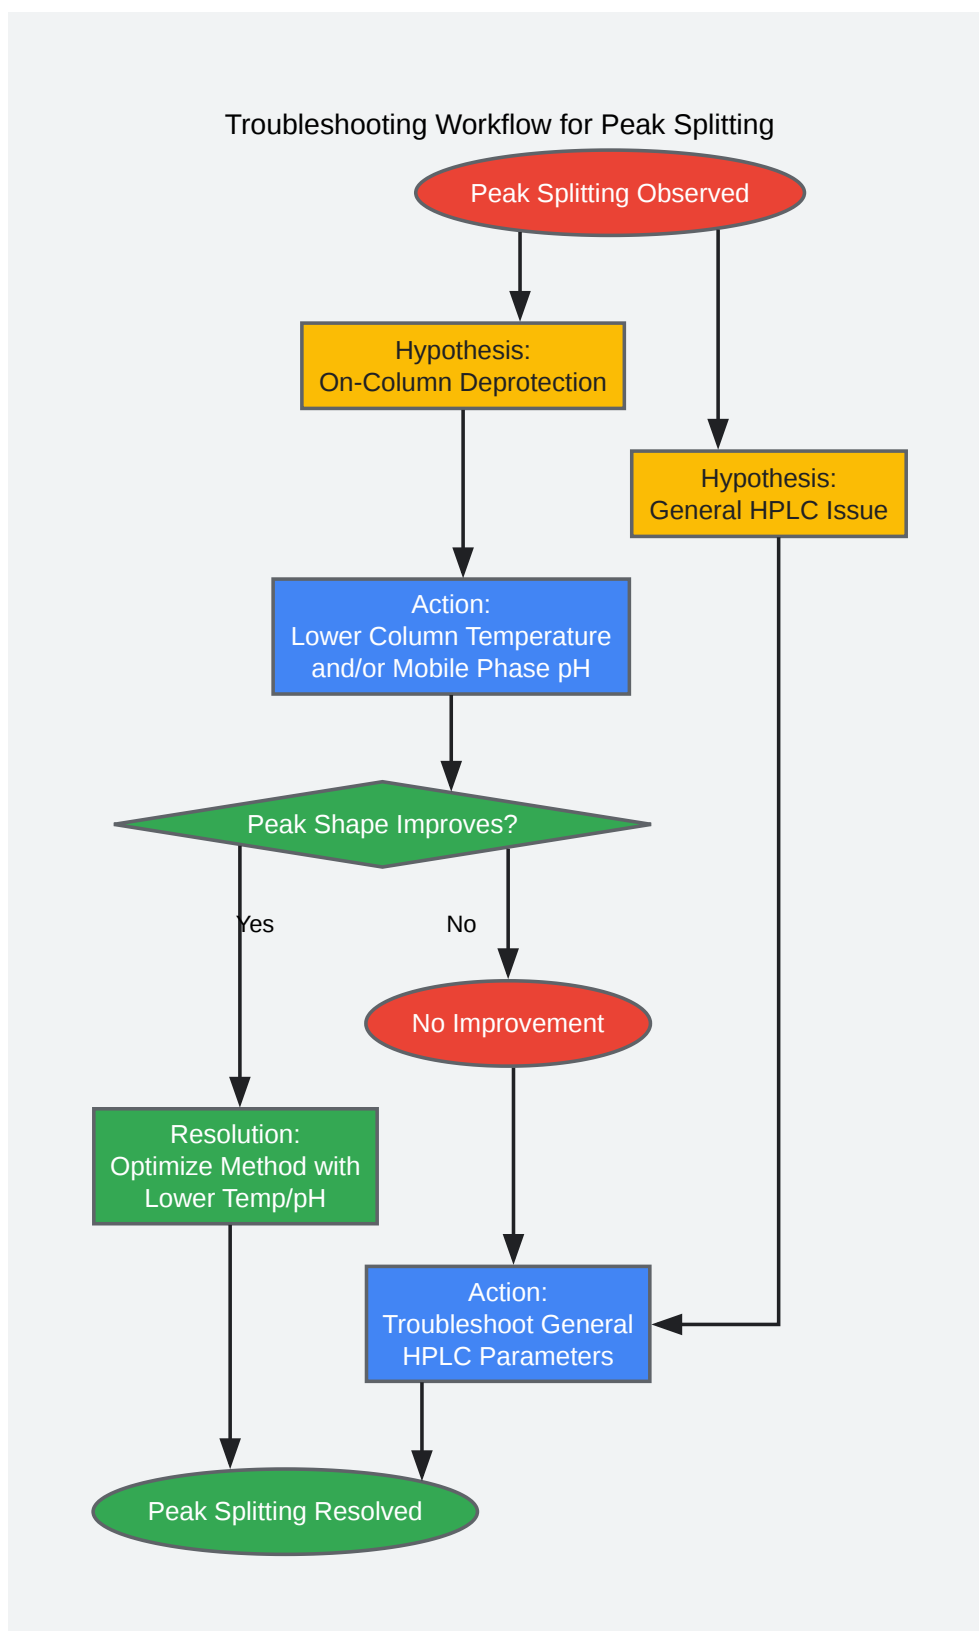 Troubleshooting Workflow for Peak Splitting
Peak Splitting Observed
Hypothesis:
On-Column Deprotection
Hypothesis:
General HPLC Issue
Action:
Lower Column Temperature
and/or Mobile Phase pH
Peak Shape Improves?
Yes
No
No Improvement
Resolution:
Optimize Method with
Lower Temp/pH
Action:
Troubleshoot General
HPLC Parameters
Peak Splitting Resolved